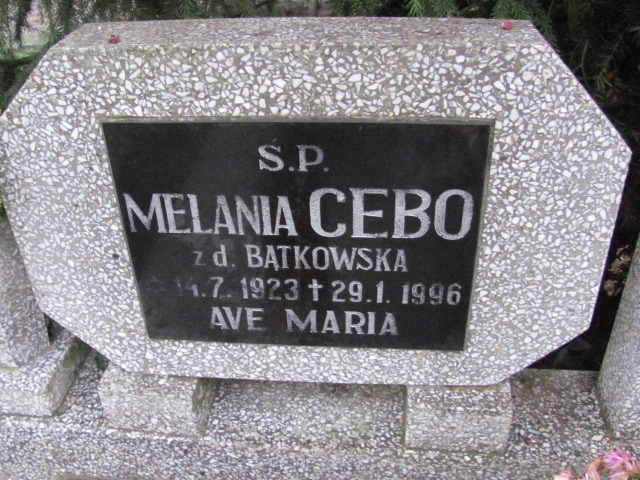 Ś.P.
MELANIA CEBO
z d. BĄTKOWSKA
14.7.1923 † 29.1.1996
AVE MARIA